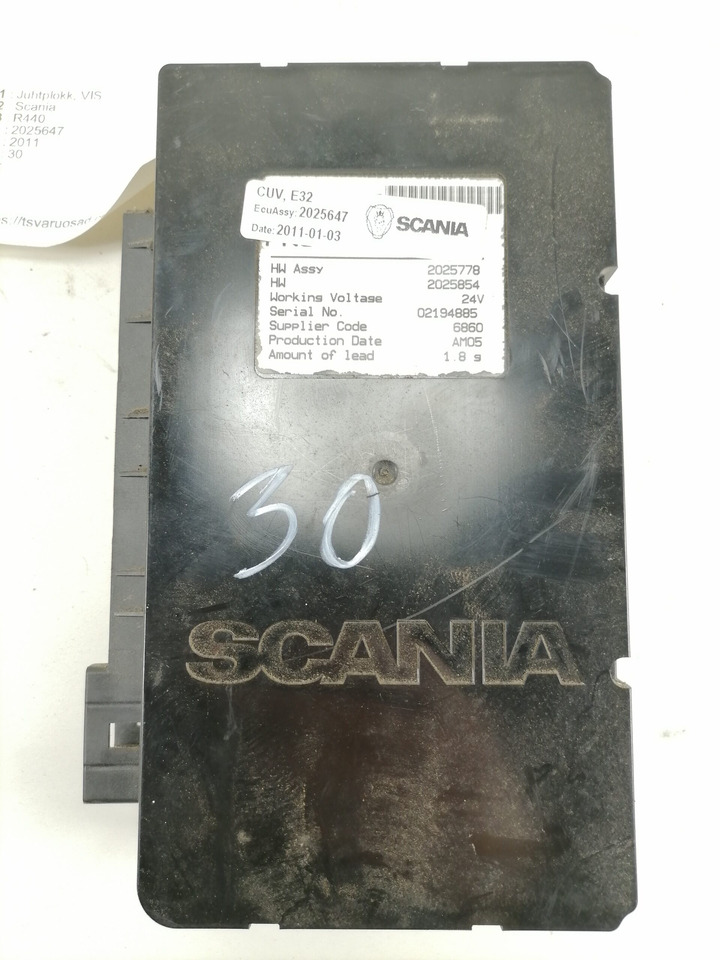 1 Juhtplokk, VIS
2 Scania
3 R440
: 2025647
. 2011
30
s://tsvaruosad.
CUV, E32
EcuAssy: 2025647
Date: 2011-01-03
SCANIA
HW Assy 2025778
HW 2025854
Working Voltage 24V
Serial No. 02194885
Supplier Code 6860
Production Date AM05
Amount of lead 1.8 g
30
SCANIA